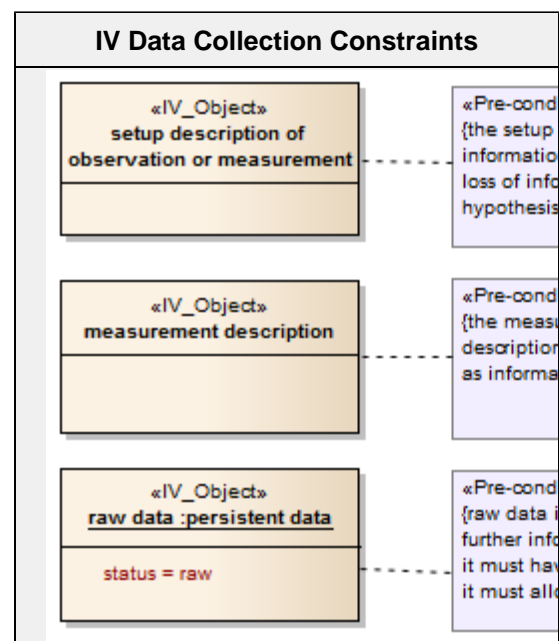 IV Data Collection Constraints
«IV_Object»
setup description of
observation or measurement
«Pre-cond
{the setup
informatio
loss of info
hypothesis
«IV_Object»
measurement description
«Pre-cond
{the measu
description
as informa
«IV_Object»
raw data :persistent data
status = raw
«Pre-cond
{raw data i
further info
it must hav
it must allo